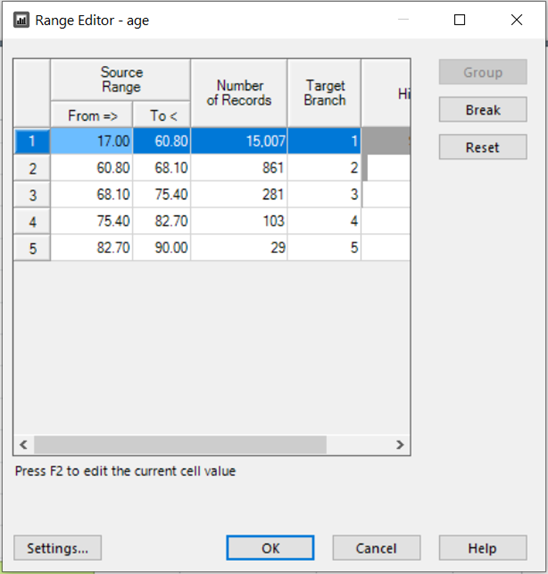 Range Editor - age
Source Range Number of Records Target Branch Hi
From => To <
1 17.00 60.80 15,007 1
2 60.80 68.10 861 2
3 68.10 75.40 281 3
4 75.40 82.70 103 4
5 82.70 90.00 29 5
Group
Break
Reset
Press F2 to edit the current cell value
Settings... OK Cancel Help